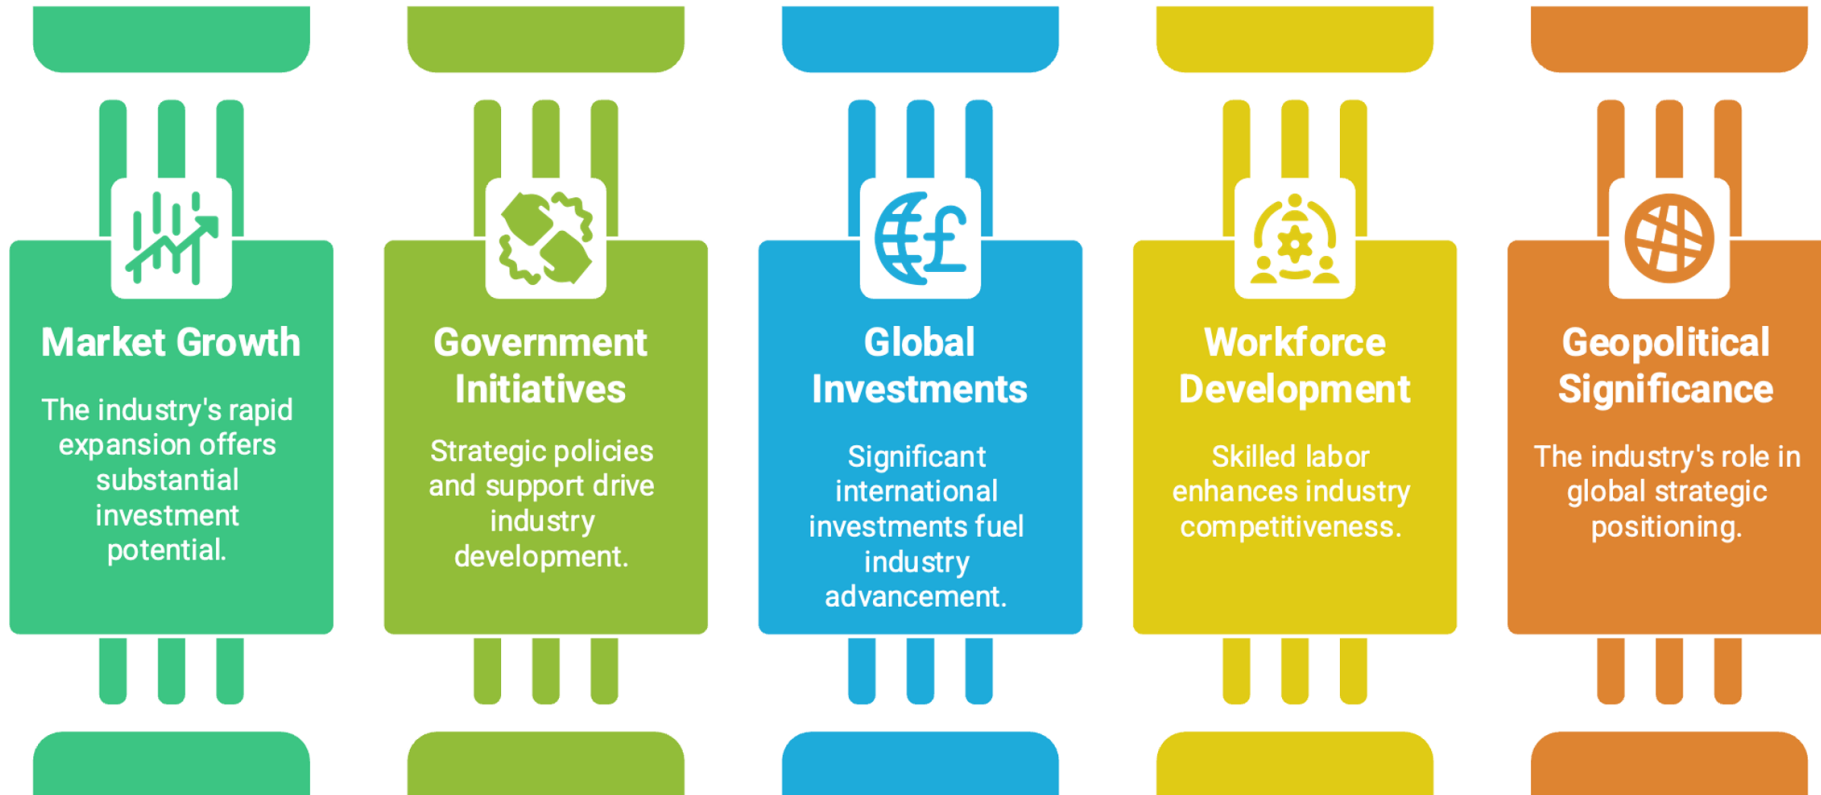 Market Growth
The industry's rapid
expansion offers
substantial
investment
potential.
Government
Initiatives
Strategic policies
and support drive
industry
development.
Global
Investments
Significant
international
investments fuel
industry
advancement.
Workforce
Development
Skilled labor
enhances industry
competitiveness.
Geopolitical
Significance
The industry's role in
global strategic
positioning.